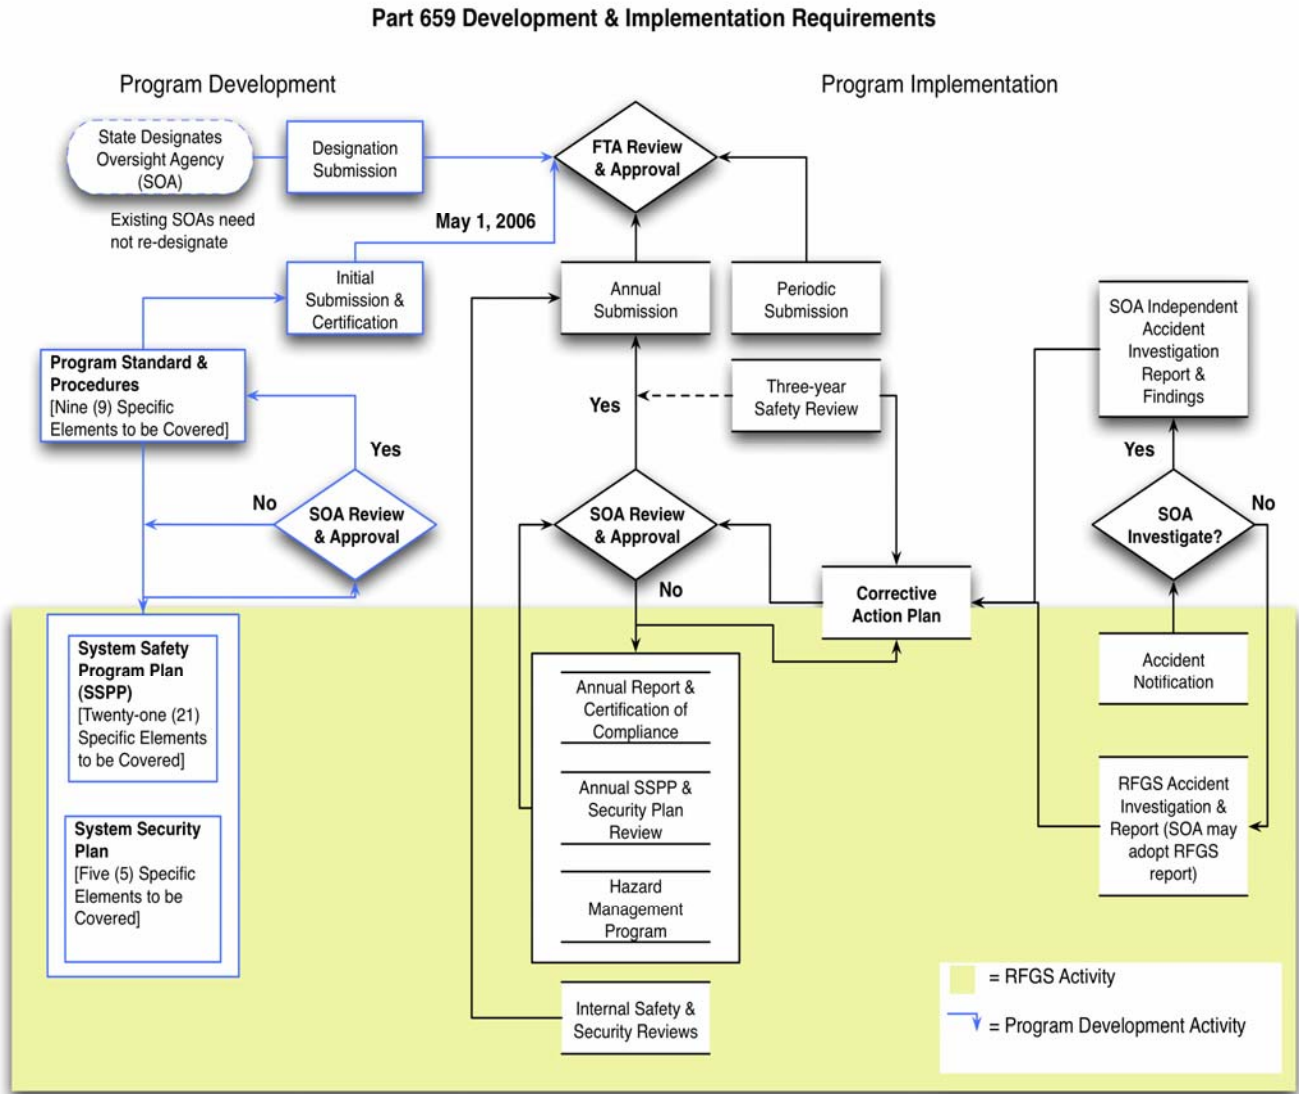 Part 659 Development & Implementation Requirements
Program Development
Program Implementation
State Designates
Oversight Agency
(SOA)
Designation
Submission
FTA Review
& Approval
Existing SOAs need
not re-designate
May 1, 2006
Initial
Submission &
Certification
Annual
Submission
Periodic
Submission
SOA Independent
Accident
Investigation
Report &
Findings
Program Standard &
Procedures
[Nine (9) Specific
Elements to be Covered]
Three-year
Safety Review
Yes
Yes
Yes
No
SOA Review
& Approval
SOA Review
& Approval
No
SOA
Investigate?
No
Corrective
Action Plan
Accident
Notification
System Safety
Program Plan
(SSPP)
[Twenty-one (21)
Specific Elements
to be Covered]
System Security
Plan
[Five (5) Specific
Elements to be
Covered]
Annual Report &
Certification of
Compliance
Annual SSPP &
Security Plan
Review
Hazard
Management
Program
Internal Safety &
Security Reviews
RFGS Accident
Investigation &
Report (SOA may
adopt RFGS
report)
= RFGS Activity
= Program Development Activity